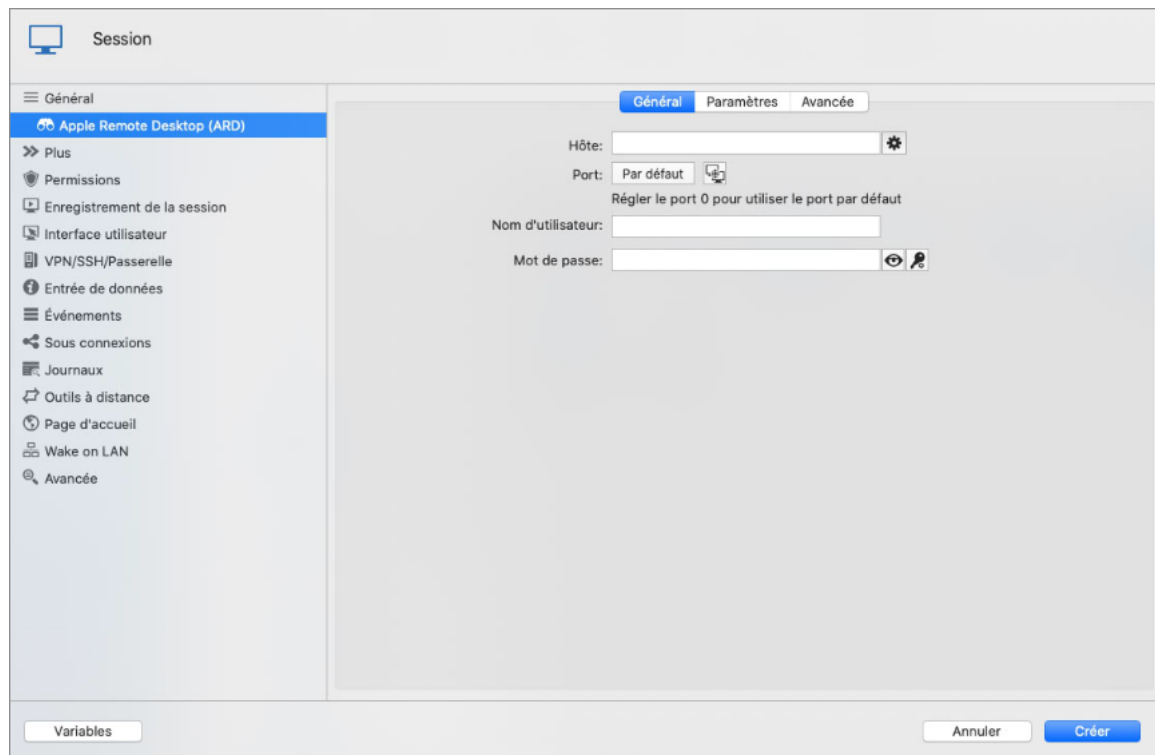 Session
Général
Apple Remote Desktop (ARD)
Plus
Permissions
Enregistrement de la session
Interface utilisateur
VPN/SSH/Passerelle
Entrée de données
Événements
Sous connexions
Journaux
Outils à distance
Page d'accueil
Wake on LAN
Avancée
Général Paramètres Avancée
Hôte:
Port: Par défaut
Régler le port 0 pour utiliser le port par défaut
Nom d'utilisateur:
Mot de passe:
Variables Annuler Créer